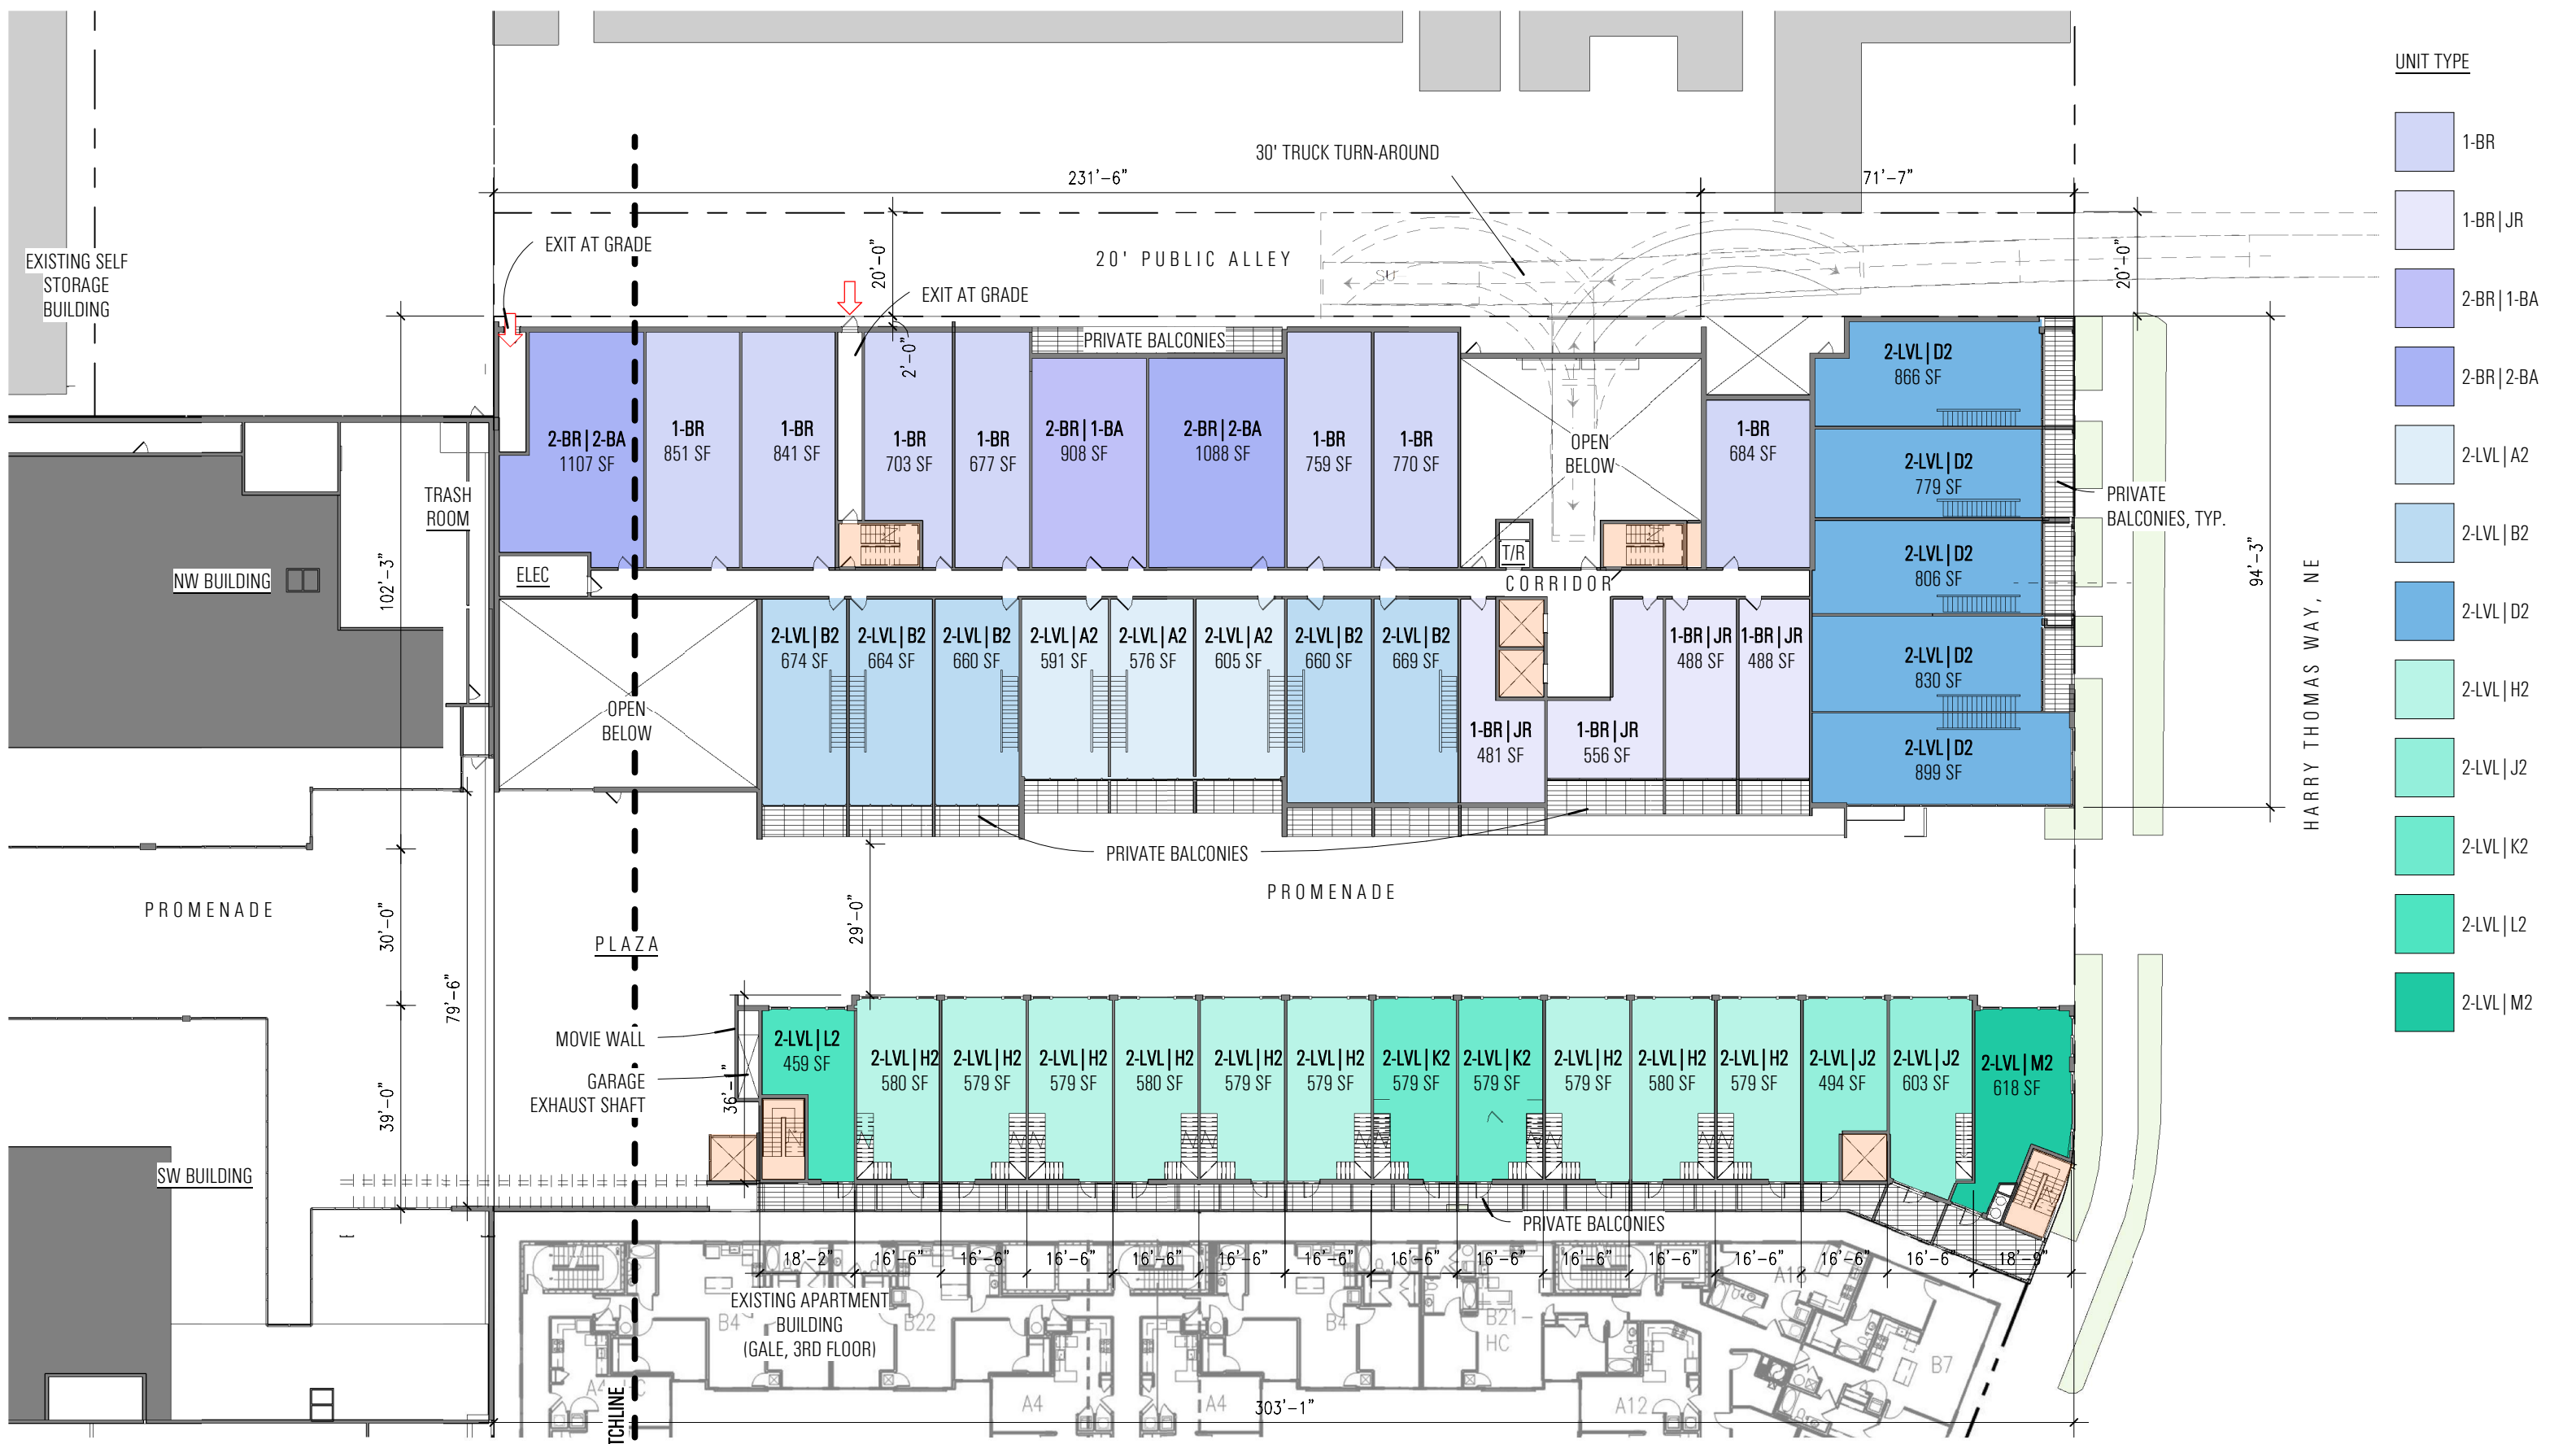 UNIT TYPE
1-BR
1-BR|JR
2-BR|1-BA
2-BR|2-BA
2-LVL|A2
2-LVL|B2
2-LVL|D2
2-LVL|H2
2-LVL|J2
2-LVL|K2
2-LVL|L2
2-LVL|M2
30' TRUCK TURN-AROUND
231'-6"
71'-7"
EXISTING SELF
STORAGE
BUILDING
EXIT AT GRADE
20'-0"
20' PUBLIC ALLEY
SU
20'-0"
EXIT AT GRADE
2'-0"
PRIVATE BALCONIES
2-BR|2-BA
1107 SF
1-BR
851 SF
1-BR
841 SF
1-BR
703 SF
1-BR
677 SF
2-BR|1-BA
908 SF
2-BR|2-BA
1088 SF
1-BR
759 SF
1-BR
770 SF
OPEN
BELOW
1-BR
684 SF
2-LVL|D2
866 SF
2-LVL|D2
779 SF
2-LVL|D2
806 SF
2-LVL|D2
830 SF
2-LVL|D2
899 SF
PRIVATE
BALCONIES, TYP.
94'-3"
HARRY THOMAS WAY, NE
TRASH
ROOM
NW BUILDING
102'-3"
ELEC
T/R
CORRIDOR
OPEN
BELOW
2-LVL|B2
674 SF
2-LVL|B2
664 SF
2-LVL|B2
660 SF
2-LVL|A2
591 SF
2-LVL|A2
576 SF
2-LVL|A2
605 SF
2-LVL|B2
660 SF
2-LVL|B2
669 SF
1-BR|JR
481 SF
1-BR|JR
556 SF
1-BR|JR
488 SF
1-BR|JR
488 SF
PRIVATE BALCONIES
PROMENADE
PROMENADE
30'-0"
29'-0"
PLAZA
79'-6"
39'-0"
MOVIE WALL
GARAGE
EXHAUST SHAFT
SW BUILDING
2-LVL|L2
459 SF
2-LVL|H2
580 SF
2-LVL|H2
579 SF
2-LVL|H2
579 SF
2-LVL|H2
580 SF
2-LVL|H2
579 SF
2-LVL|H2
579 SF
2-LVL|K2
579 SF
2-LVL|K2
579 SF
2-LVL|H2
579 SF
2-LVL|H2
580 SF
2-LVL|H2
579 SF
2-LVL|J2
494 SF
2-LVL|J2
603 SF
2-LVL|M2
618 SF
PRIVATE BALCONIES
18'-2"
16'-6"
16'-6"
16'-6"
16'-6"
16'-6"
16'-6"
16'-6"
16'-6"
16'-6"
16'-6"
16'-6"
16'-6"
16'-6"
18'-9"
EXISTING APARTMENT
BUILDING
(GALE, 3RD FLOOR)
B4
B22
B4
B21-
HC
A18
B7
A4
A4
A12
TCHLINE
303'-1"